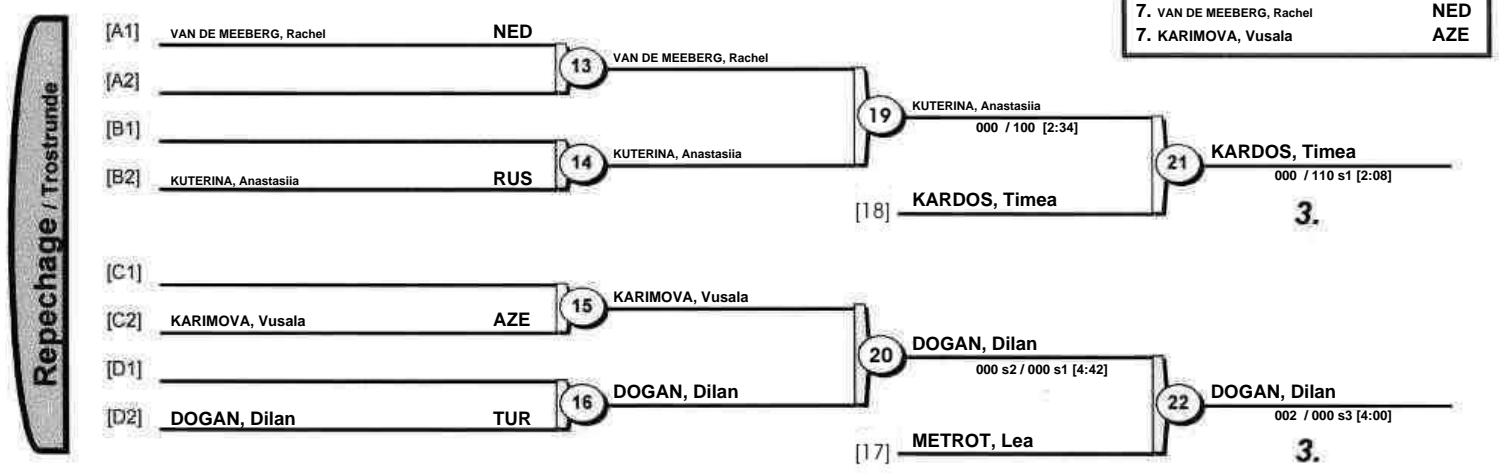 7. VAN DE MEEBERG, Rachel NED
7. KARIMOVA, Vusala AZE
Repechage / Trostrunde
[A1] VAN DE MEEBERG, Rachel NED
[A2]
13 VAN DE MEEBERG, Rachel
[B1]
[B2] KUTERINA, Anastasiia RUS
14 KUTERINA, Anastasiia
19 KUTERINA, Anastasiia
000 / 100 [2:34]
[18] KARDOS, Timea
21 KARDOS, Timea
000 / 110 s1 [2:08]
3.
[C1]
[C2] KARIMOVA, Vusala AZE
15 KARIMOVA, Vusala
[D1]
[D2] DOGAN, Dilan TUR
16 DOGAN, Dilan
20 DOGAN, Dilan
000 s2 / 000 s1 [4:42]
[17] METROT, Lea
22 DOGAN, Dilan
002 / 000 s3 [4:00]
3.